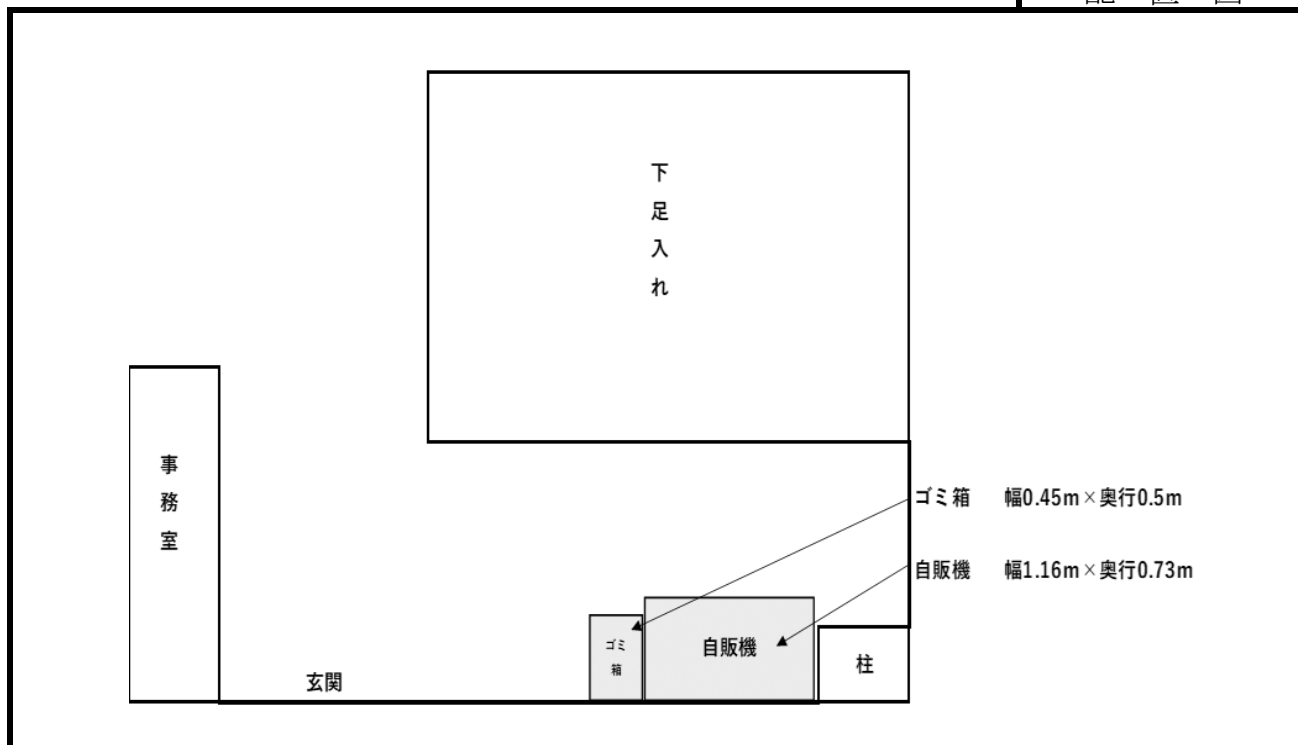 下足入れ
事務室
ゴミ箱 幅0.45m×奥行0.5m
自販機 幅1.16m×奥行0.73m
ゴミ
箱
自販機
柱
玄関